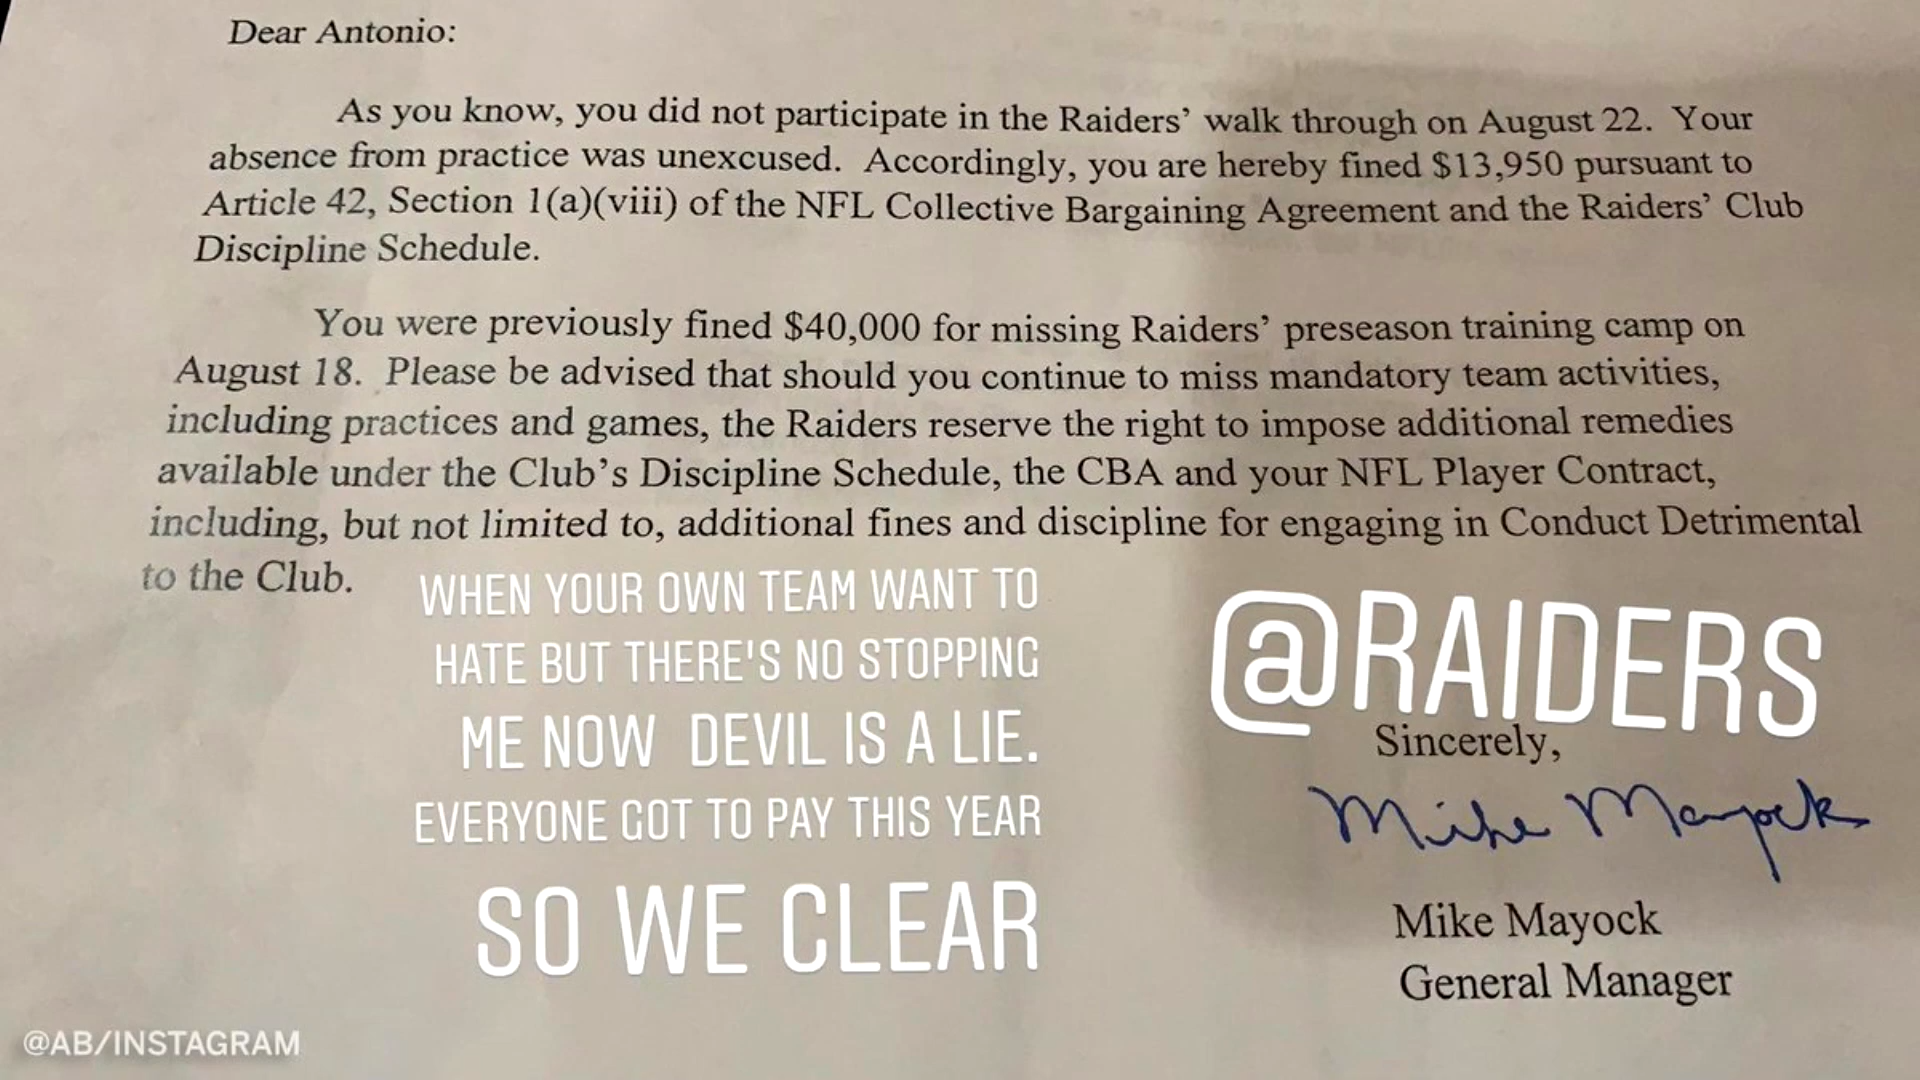 Dear Antonio:
As you know, you did not participate in the Raiders’ walk through on August 22. Your
absence from practice was unexcused. Accordingly, you are hereby fined $13,950 pursuant to
Article 42, Section 1(a)(viii) of the NFL Collective Bargaining Agreement and the Raiders’ Club
Discipline Schedule.
You were previously fined $40,000 for missing Raiders’ preseason training camp on
August 18. Please be advised that should you continue to miss mandatory team activities,
including practices and games, the Raiders reserve the right to impose additional remedies
available under the Club’s Discipline Schedule, the CBA and your NFL Player Contract,
including, but not limited to, additional fines and discipline for engaging in Conduct Detrimental
to the Club.
WHEN YOUR OWN TEAM WANT TO
HATE BUT THERE'S NO STOPPING
ME NOW DEVIL IS A LIE.
EVERYONE GOT TO PAY THIS YEAR
SO WE CLEAR
@RAIDERS
Sincerely,
Mike Mayock
Mike Mayock
General Manager
@AB/INSTAGRAM